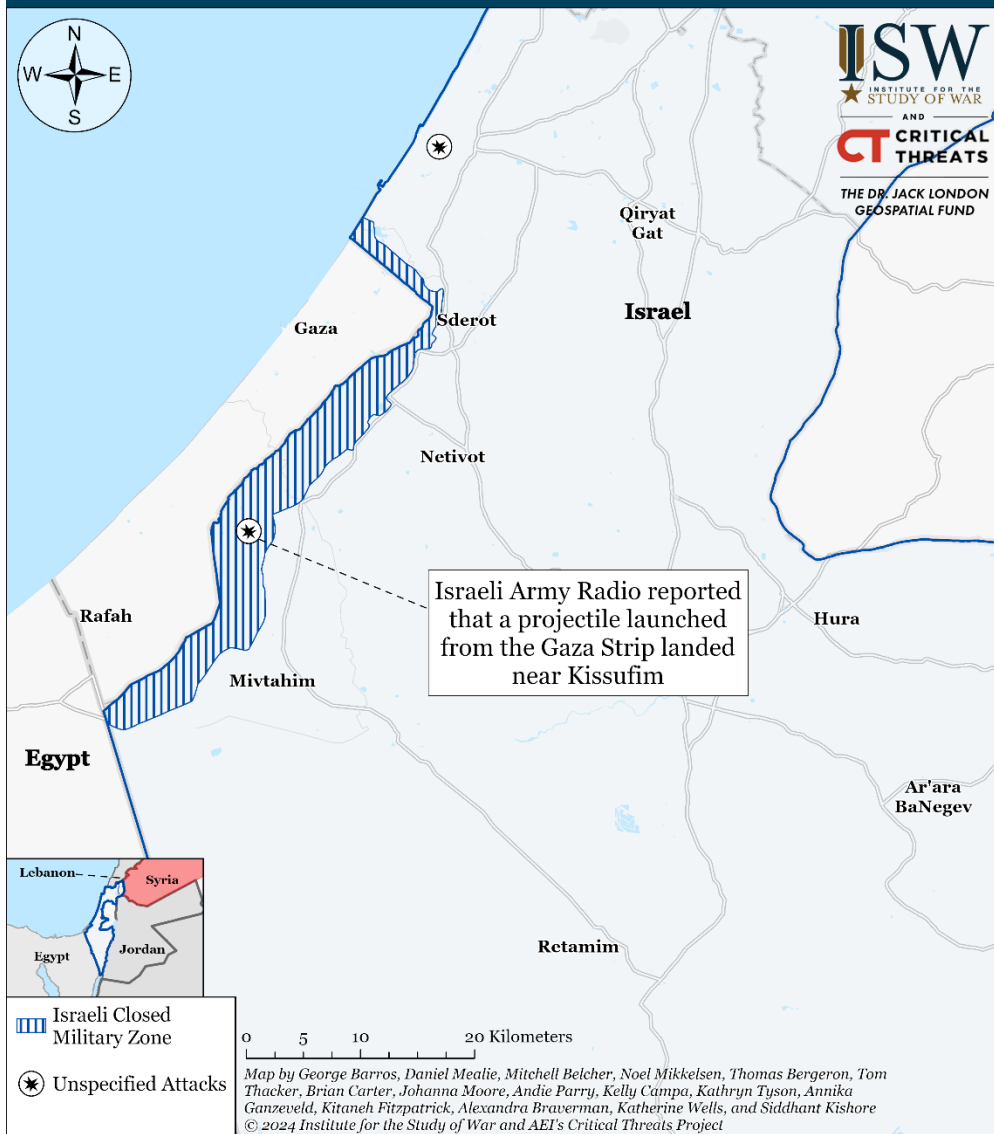 N
W
E
S
ISW
INSTITUTE FOR THE
STUDY OF WAR
AND
CT CRITICAL
THREATS
THE DR. JACK LONDON
GEOSPATIAL FUND
Qiryat
Gat
Israel
Gaza
Sderot
Netivot
Israeli Army Radio reported
that a projectile launched
from the Gaza Strip landed
near Kissufim
Rafah
Hura
Mivtahim
Egypt
Ar'ara
BaNegev
Lebanon
Syria
Egypt
Jordan
Retamim
Israeli Closed
Military Zone
Unspecified Attacks
0 5 10 20 Kilometers
Map by George Barros, Daniel Mealie, Mitchell Belcher, Noel Mikkelsen, Thomas Bergeron, Tom
Thacker, Brian Carter, Johanna Moore, Andie Parry, Kelly Campa, Kathryn Tyson, Annika
Ganzeveld, Kitaneh Fitzpatrick, Alexandra Braverman, Katherine Wells, and Siddhant Kishore
© 2024 Institute for the Study of War and AEI's Critical Threats Project